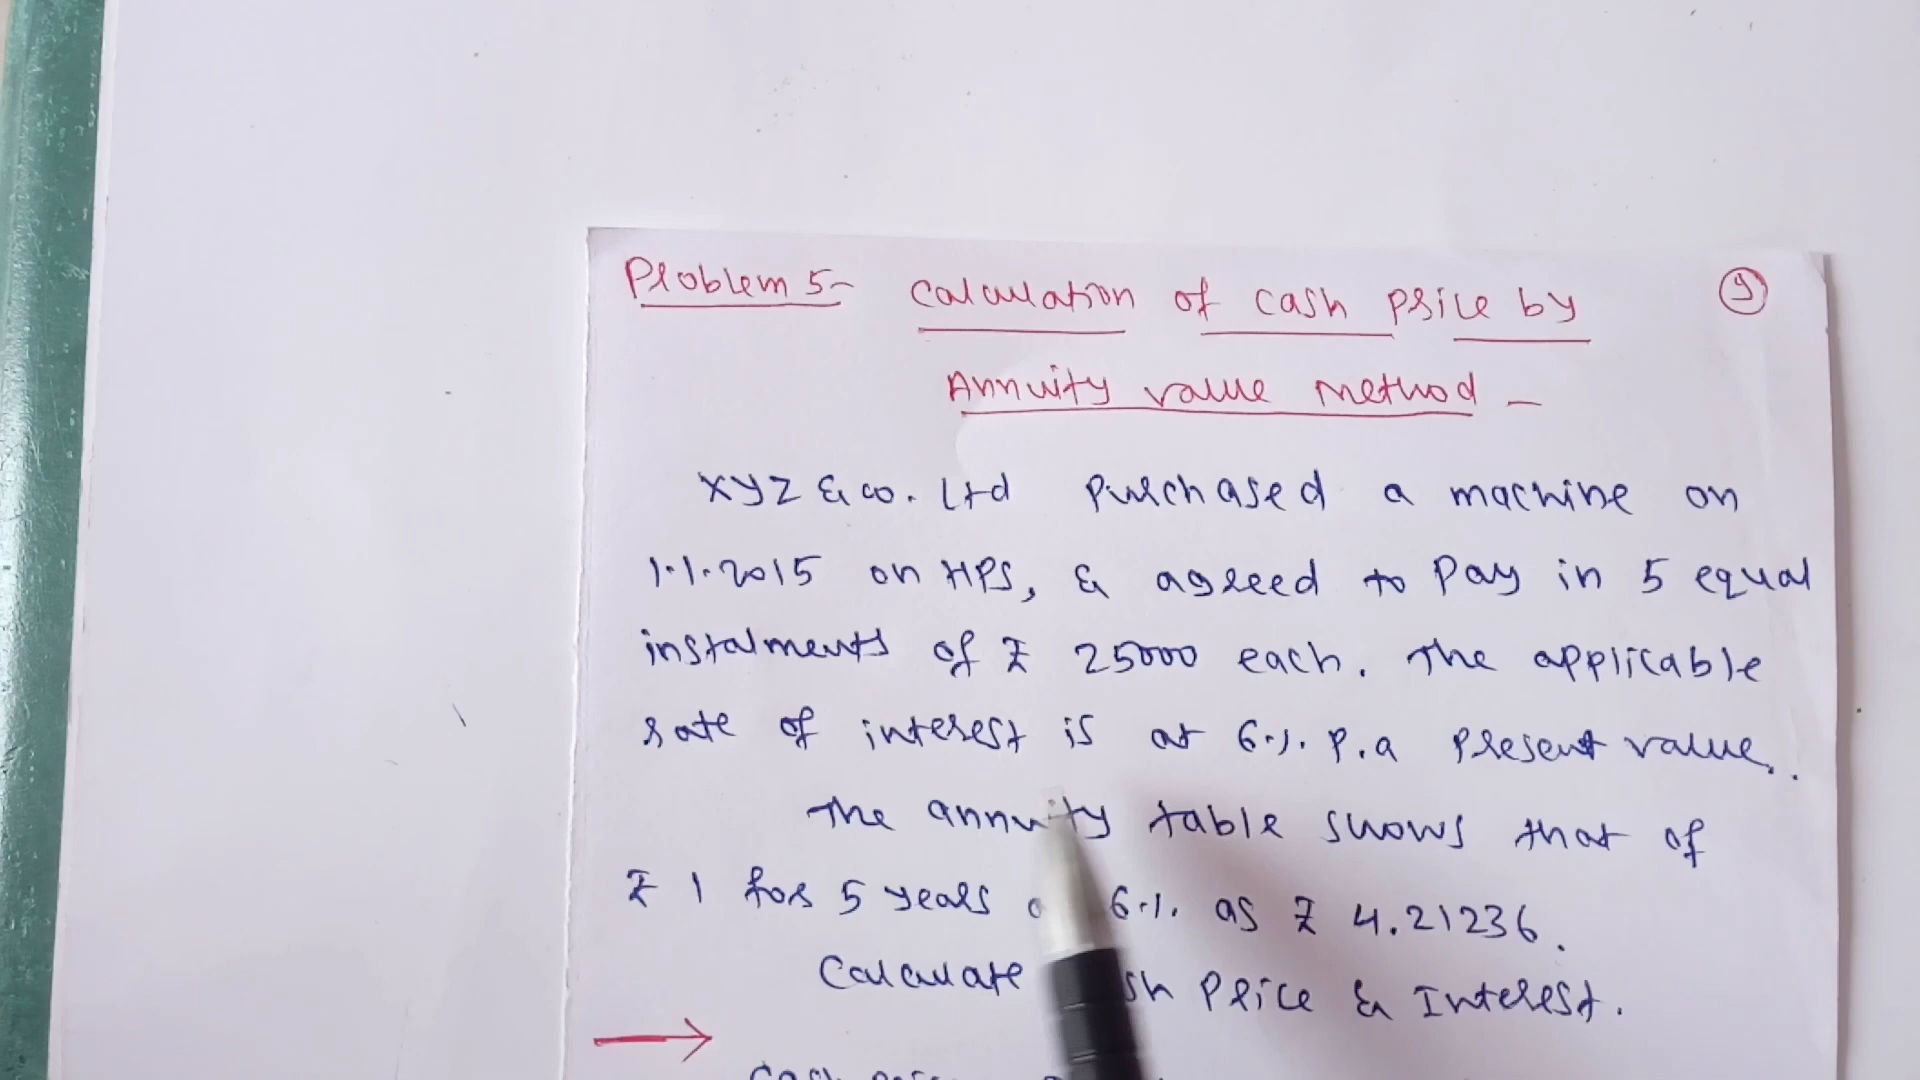 Problem 5- Calculation of cash price by 9
Annuity value method -
XYZ & co. Ltd purchased a machine on
1.1.2015 on HPS, & agreed to pay in 5 equal
instalments of ₹ 25000 each. The applicable
rate of interest is at 6%. P.a present value.
The annuity table shows that of
₹ 1 for 5 years 6%. as ₹ 4.21236.
Calculate Price & Interest.